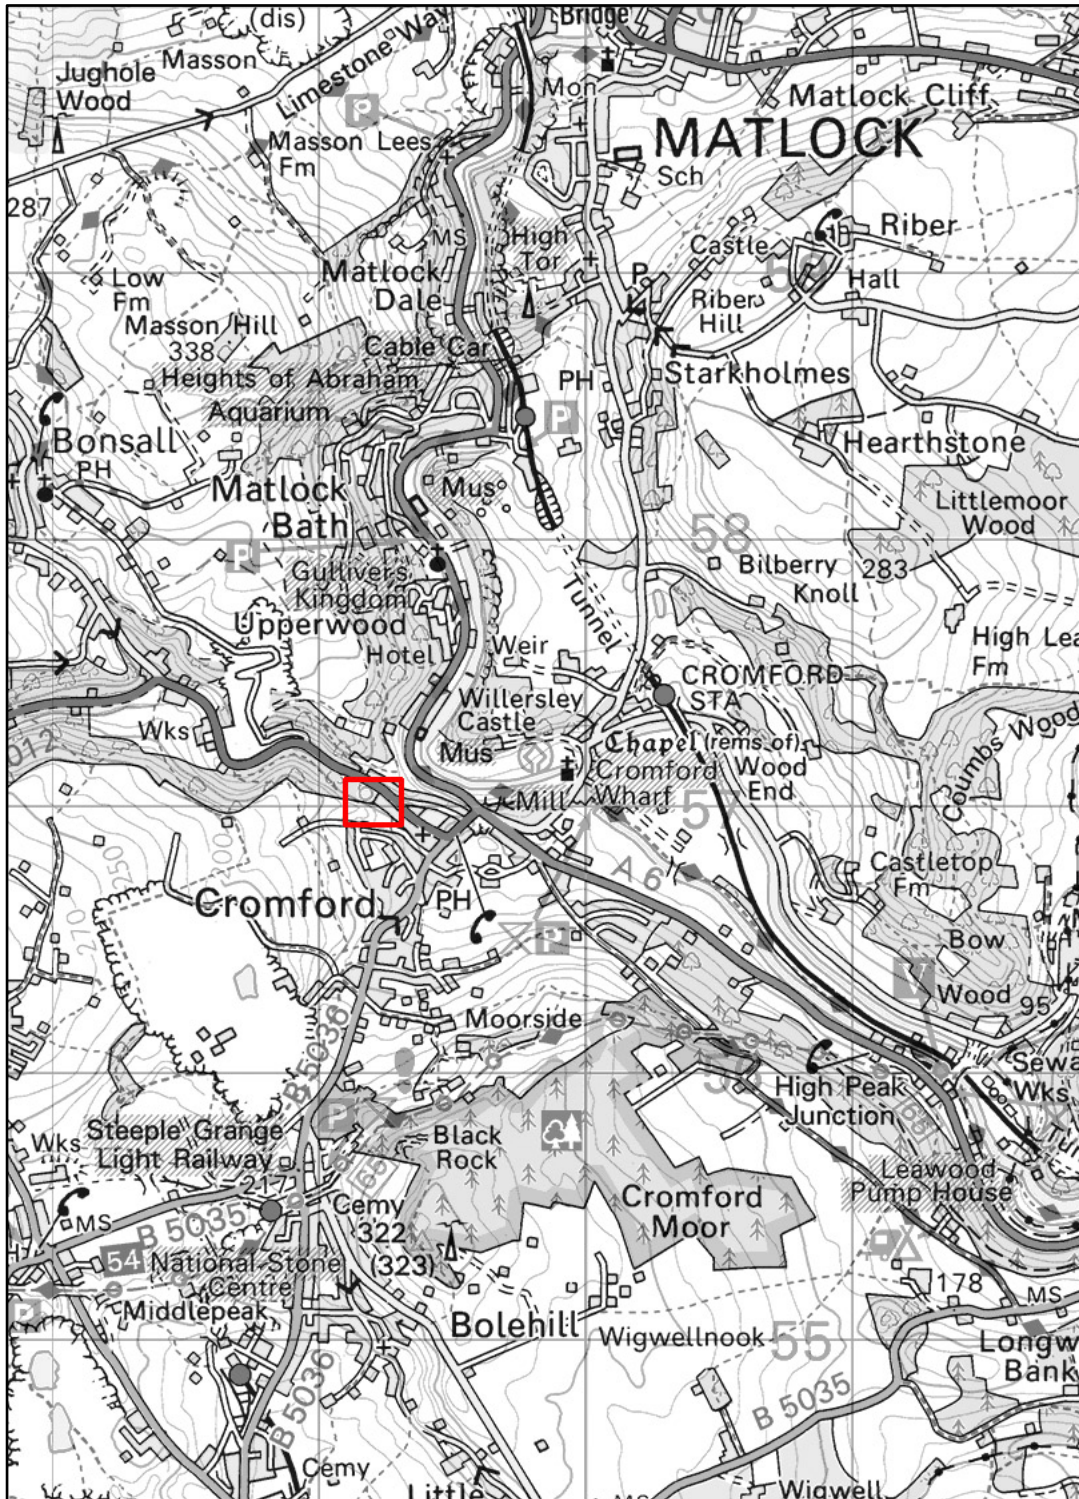 (dis)
Bridge
Masson
Limestone Way
Jughole
Wood
Mon
Matlock Cliff
MATLOCK
Masson Lees
Fm
P
Sch
287
MS
High
Tor
Castle
Riber
59
Hall
Matlock
Dale
P
Riber
Hill
Low
Fm
Masson Hill
338
Cable Car
Heights of Abraham
Starkholmes
Aquarium
PH
P
Bonsall
PH
Hearthstone
Matlock
Bath
Mus
Littlemoor
Wood
P
58
Gullivers
Kingdom
Bilberry
Knoll
283
Upperwood
Tunnel
Hotel
Weir
High Lea
Fm
CROMFORD
STA
Willersley
Castle
Wks
Mus
Chapel (rems of)
Wood
End
Coumbs Wood
012
Cromford
Wharf
Mill
57
A 6
Castletop
Fm
Cromford
PH
P
Bow
Wood
V
95
B 5036
Moorside
Sewa
Wks
56
High Peak
Junction
P
Steeple Grange
Light Railway
Black
Rock
Wks
217
Leawood
Pump House
Cromford
Moor
MS
B 5035
Cemy
322
(323)
54
National Stone
Centre
Middlepeak
P
178
MS
Bolehill
Wigwellnook
55
Longw
Bank
B 5036
B 5035
Cemy
Little
MS
Wigwell